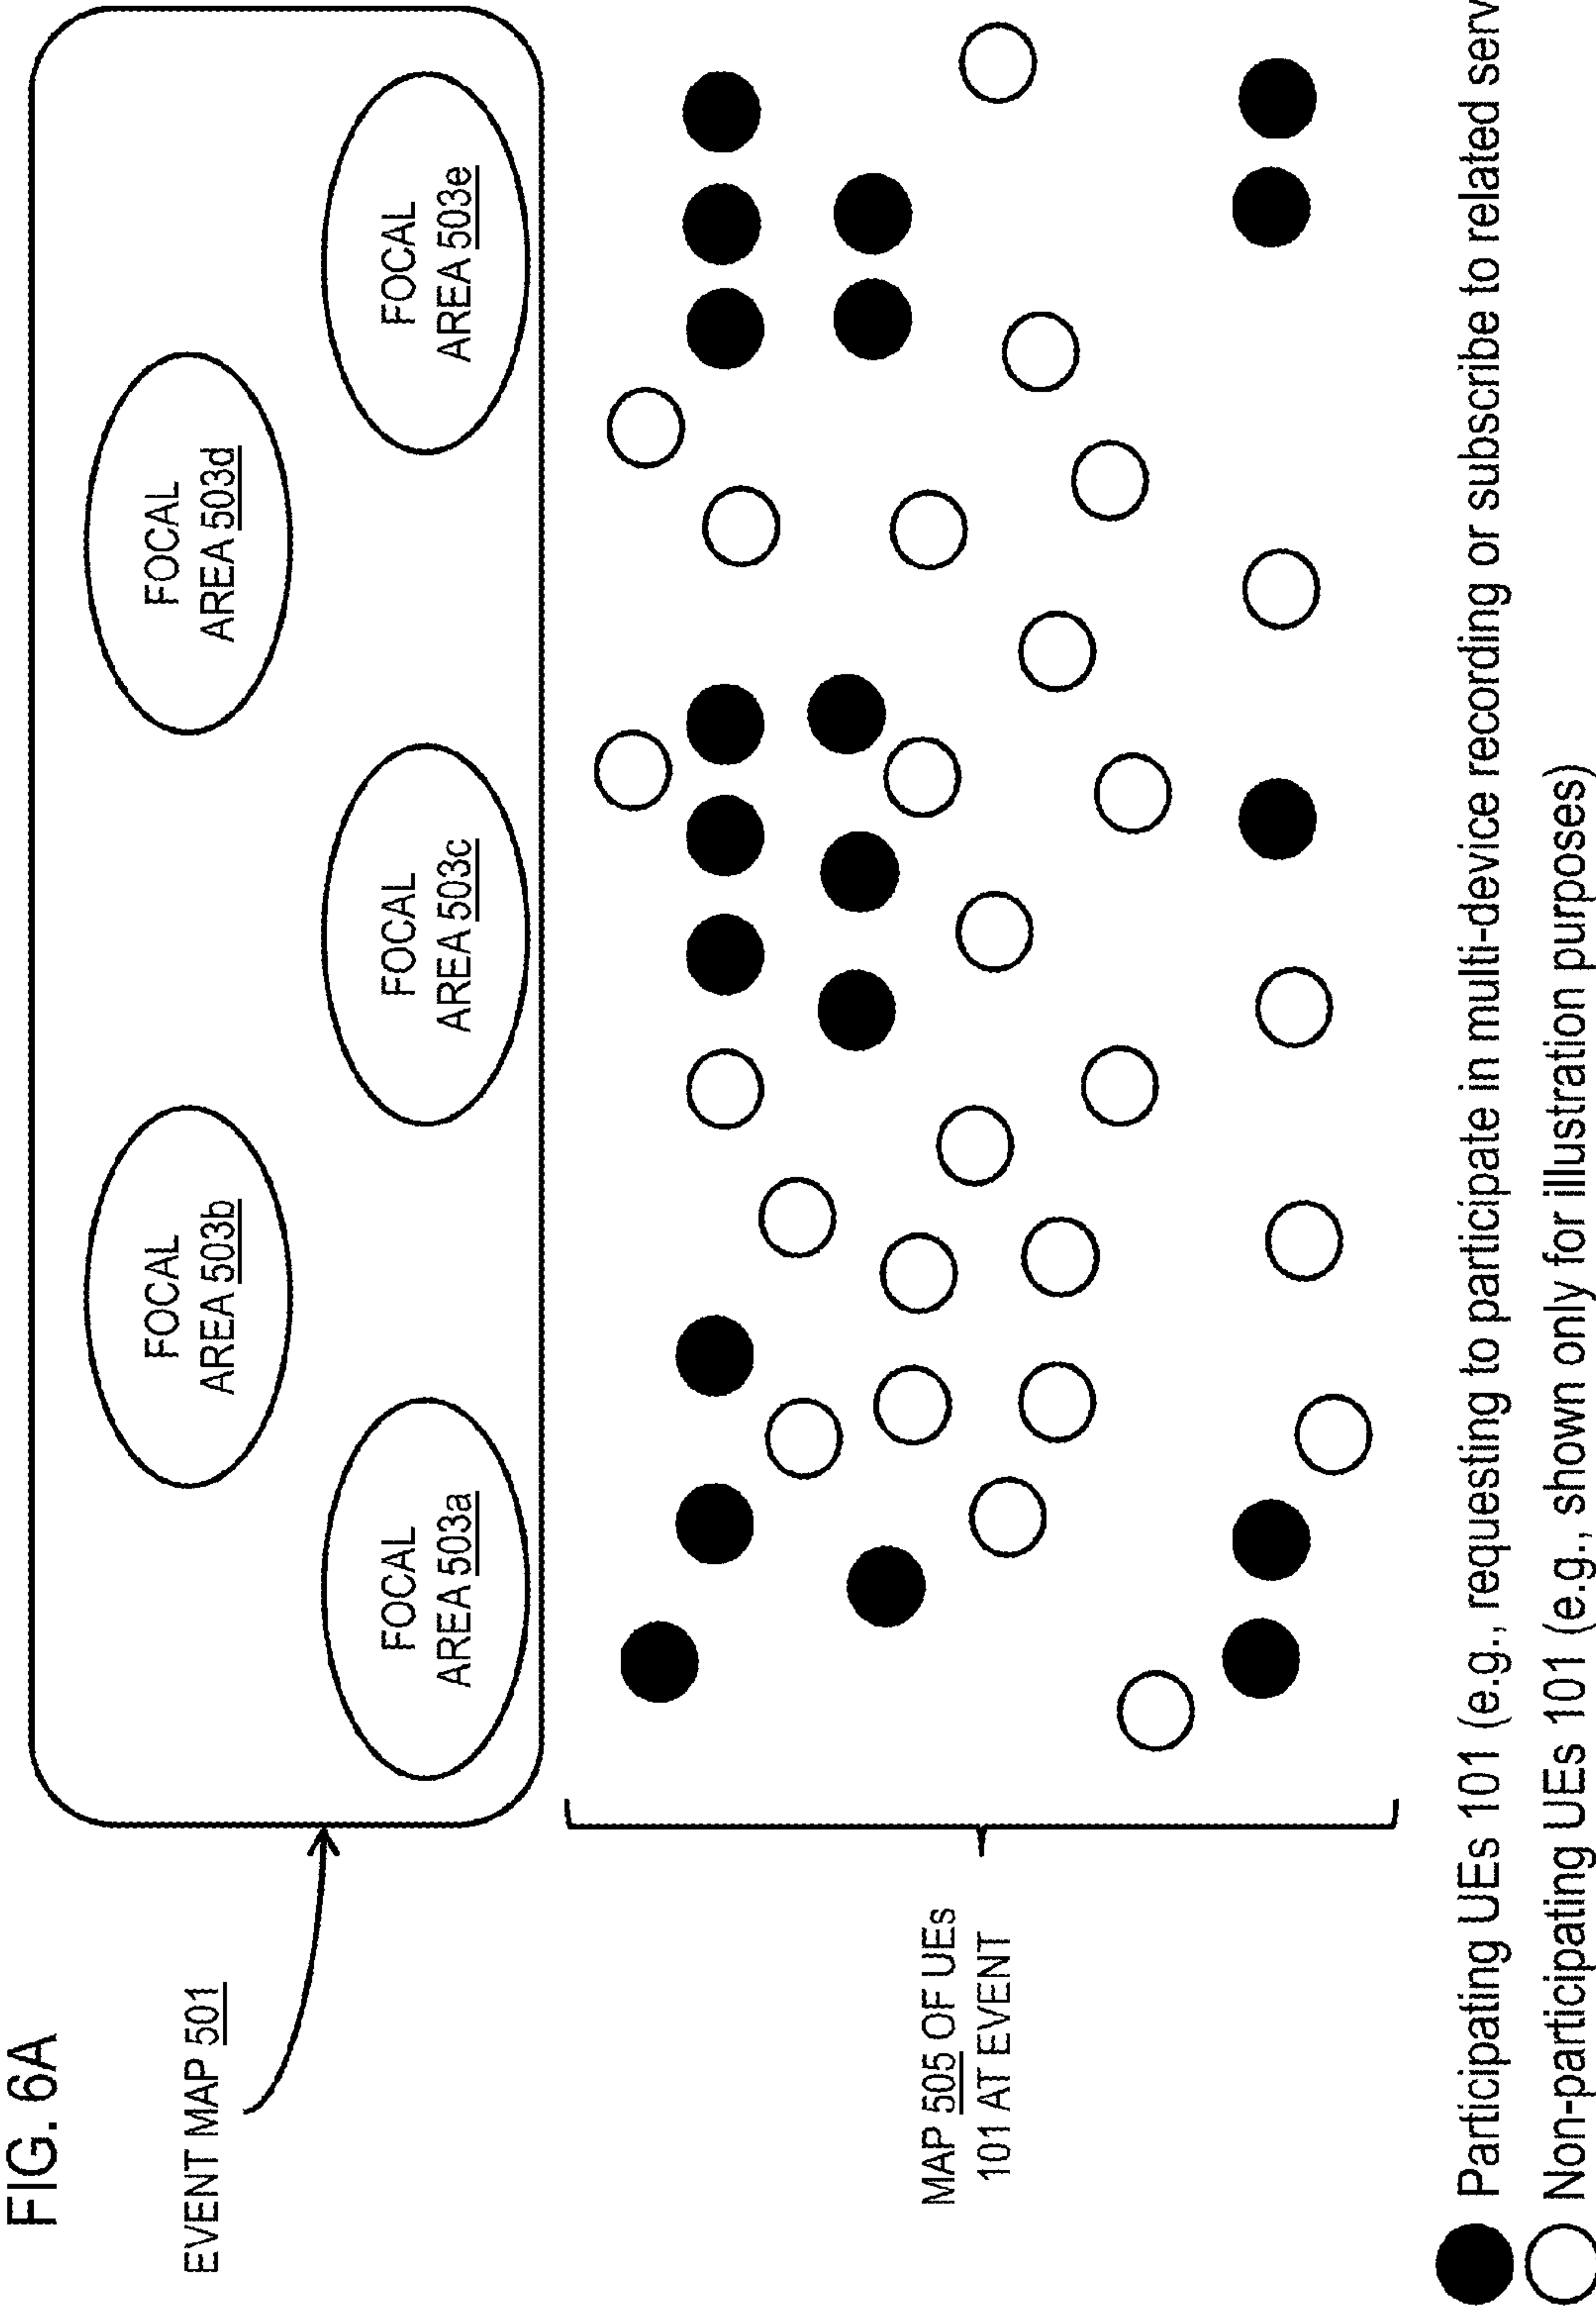 FIG. 6A
EVENT MAP 501
FOCAL
AREA 503a
FOCAL
AREA 503b
FOCAL
AREA 503c
FOCAL
AREA 503d
FOCAL
AREA 503e
MAP 505 OF UEs
101 AT EVENT
Participating UEs 101 (e.g., requesting to participate in multi-device recording or subscribe to related serv
Non-participating UEs 101 (e.g., shown only for illustration purposes)